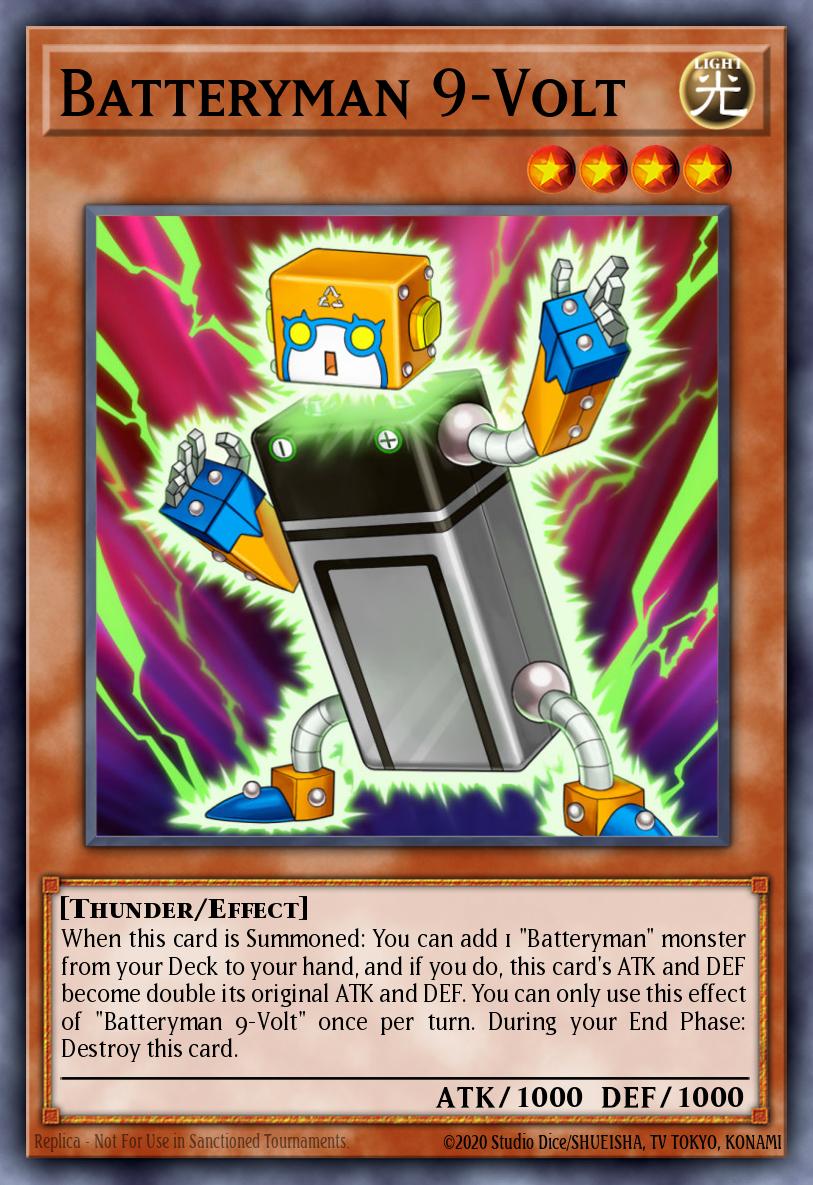 Batteryman 9-Volt
LIGHT
光
[Thunder/Effect]
When this card is Summoned: You can add 1 "Batteryman" monster
from your Deck to your hand, and if you do, this card's ATK and DEF
become double its original ATK and DEF. You can only use this effect
of "Batteryman 9-Volt" once per turn. During your End Phase:
Destroy this card.
ATK/1000 DEF/1000
Replica - Not For Use in Sanctioned Tournaments.
©2020 Studio Dice/SHUEISHA, TV TOKYO, KONAMI